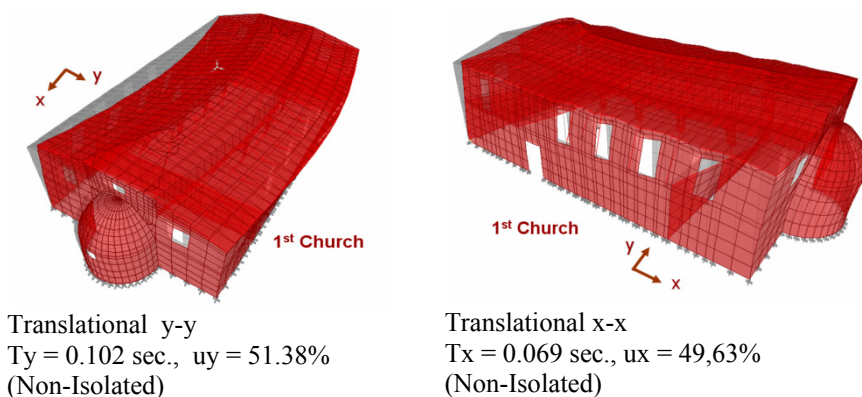 y
x
1st Church
Translational y-y
Ty = 0.102 sec., uy = 51.38%
(Non-Isolated)
1st Church
y
x
Translational x-x
Tx = 0.069 sec., ux = 49,63%
(Non-Isolated)